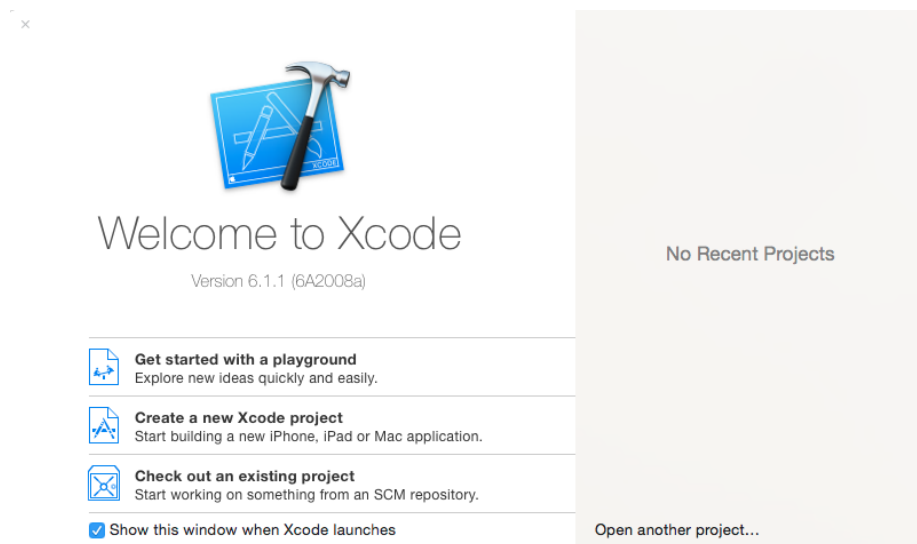 XCODE
Welcome to Xcode
Version 6.1.1 (6A2008a)
No Recent Projects
Get started with a playground
Explore new ideas quickly and easily.
Create a new Xcode project
Start building a new iPhone, iPad or Mac application.
Check out an existing project
Start working on something from an SCM repository.
Show this window when Xcode launches
Open another project...